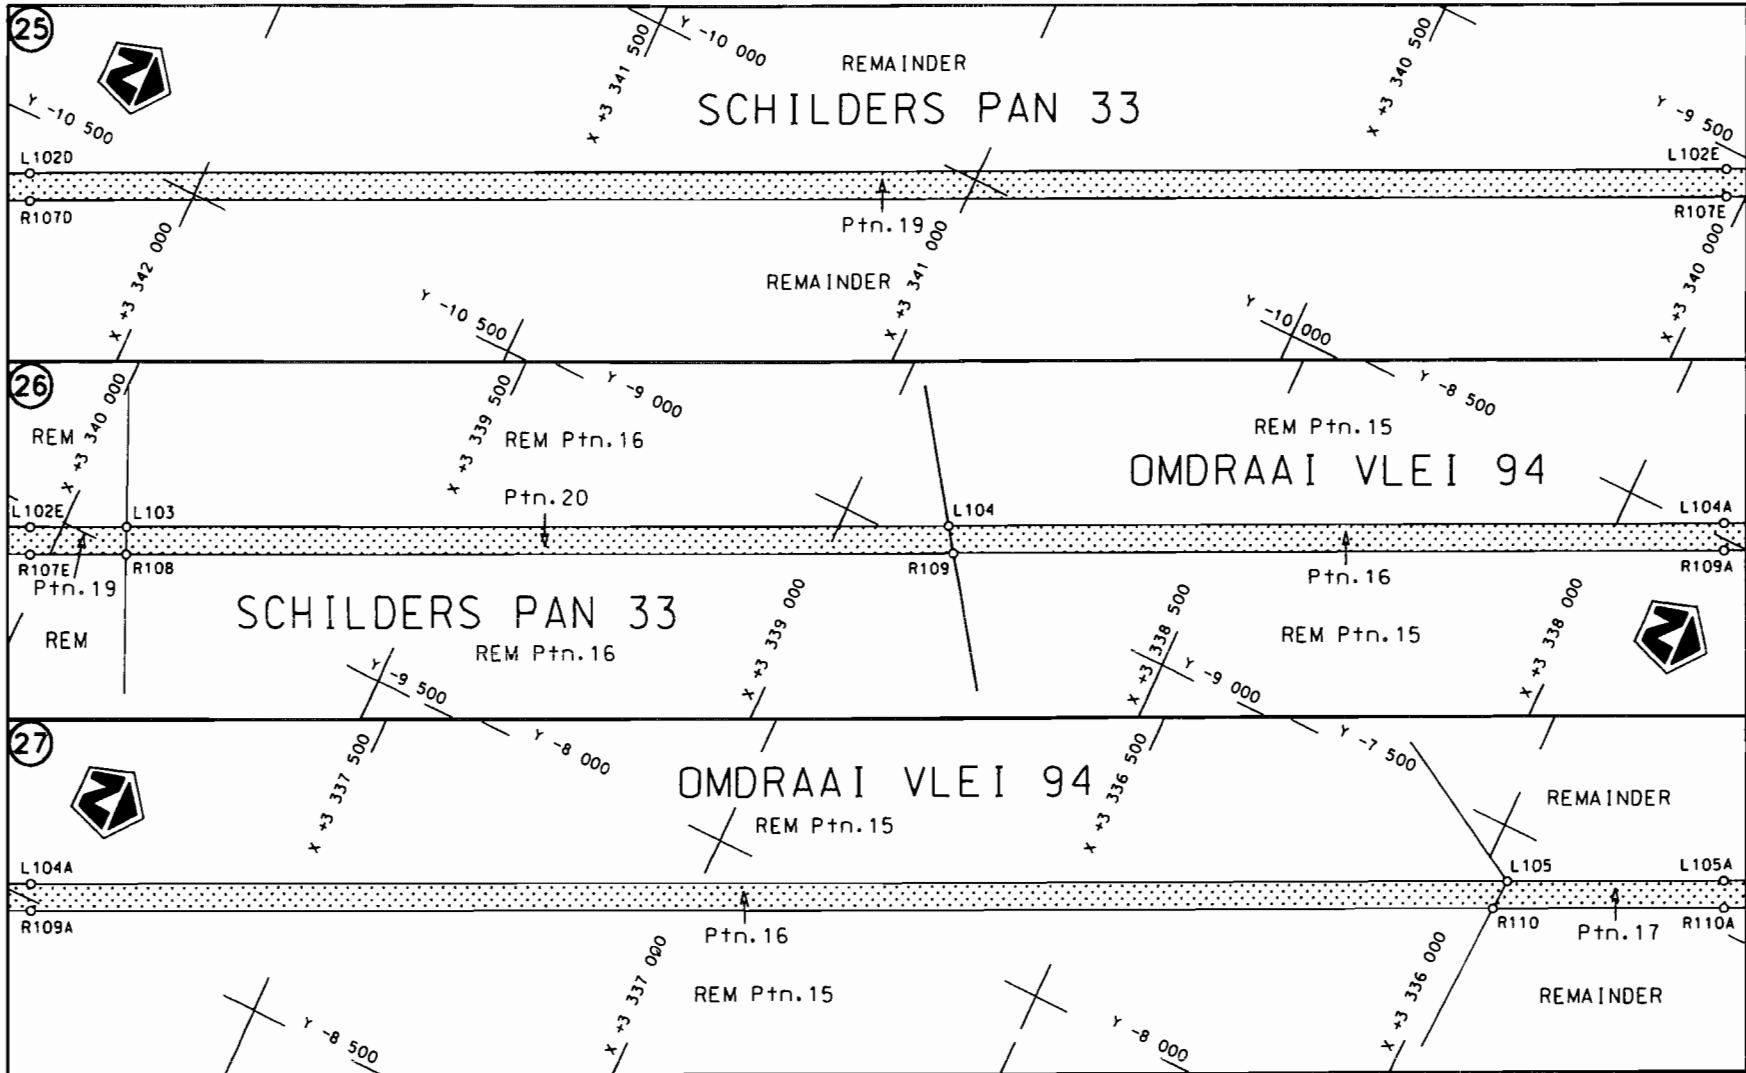 25
Y -10 500
X +3 341 500
Y -10 000
REMAINDER
X +3 340 500
Y -9 500
SCHILDERS PAN 33
L102D
L102E
R107D
R107E
Ptn.19
X +3 342 000
X +3 341 000
X +3 340 000
REMAINDER
Y -10 500
Y -10 000
26
X +3 340 000
X +3 339 500
Y -9 000
Y -8 500
REM
REM Ptn.16
REM Ptn.15
OMDRAAI VLEI 94
Ptn.20
L102E
L103
L104
L104A
R107E
R108
R109
R109A
Ptn.19
Ptn.16
X +3 339 000
X +3 338 500
X +3 338 000
SCHILDERS PAN 33
REM
REM Ptn.16
REM Ptn.15
Y -9 500
Y -9 000
27
X +3 337 500
Y -8 000
X +3 336 500
Y -7 500
OMDRAAI VLEI 94
REMAINDER
REM Ptn.15
L104A
L105
L105A
R109A
R110
R110A
Ptn.16
Ptn.17
X +3 337 000
X +3 336 000
REM Ptn.15
REMAINDER
Y -8 500
Y -8 000